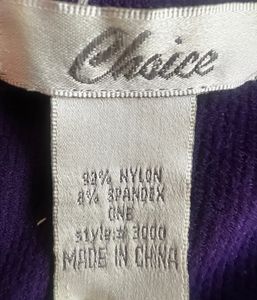 Choice
92% NYLON
8% SPANDEX
ONE
style:# 3000
MADE IN CHINA